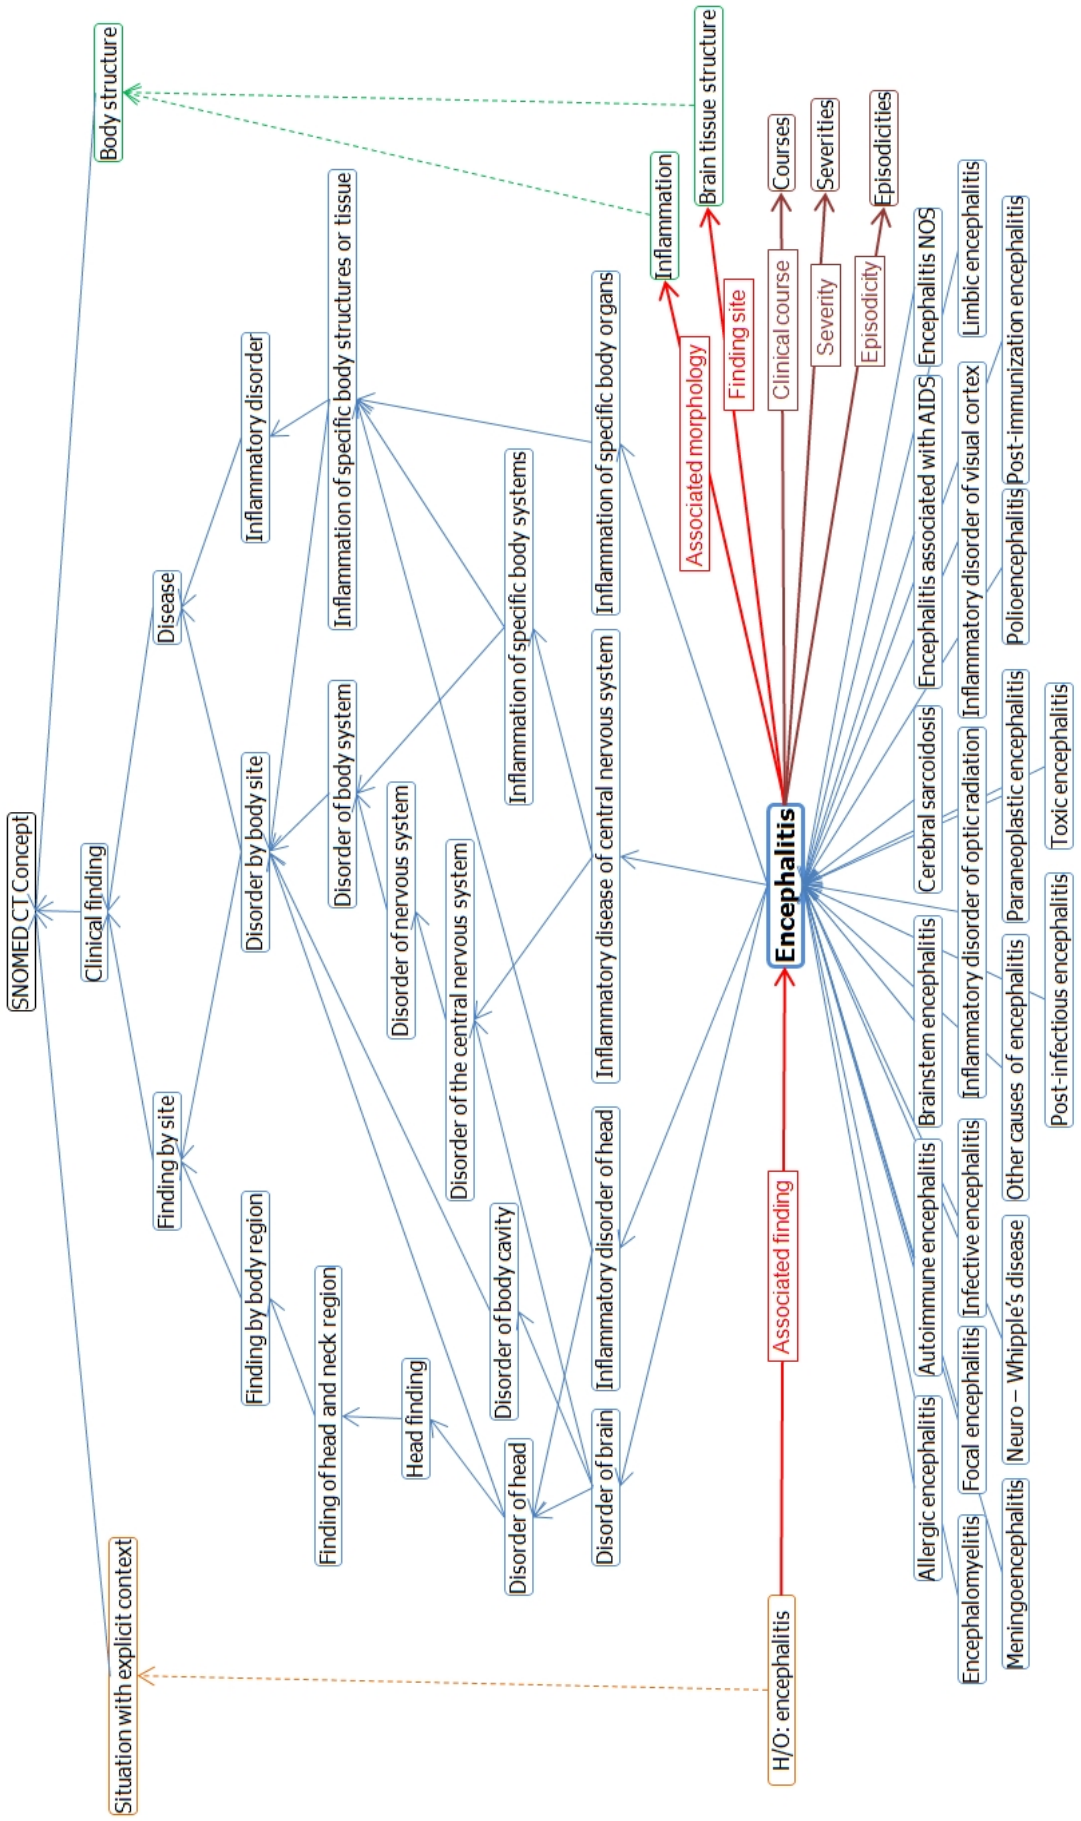 SNOMED CT Concept
Situation with explicit context
Clinical finding
Body structure
Finding by site
Disease
Finding by body region
Disorder by body site
Inflammatory disorder
Finding of head and neck region
Disorder of body system
Inflammation of specific body structures or tissue
Head finding
Disorder of nervous system
Disorder of the central nervous system
Disorder of head
Disorder of body cavity
Inflammation of specific body systems
Disorder of brain
Inflammatory disorder of head
Inflammatory disease of central nervous system
Inflammation of specific body organs
Inflammation
Brain tissue structure
Associated morphology
Finding site
H/O: encephalitis
Associated finding
Encephalitis
Clinical course
Courses
Severity
Severities
Episodicity
Episodicities
Allergic encephalitis
Autoimmune encephalitis
Brainstem encephalitis
Cerebral sarcoidosis
Encephalitis associated with AIDS
Encephalitis NOS
Encephalomyelitis
Focal encephalitis
Infective encephalitis
Inflammatory disorder of optic radiation
Inflammatory disorder of visual cortex
Limbic encephalitis
Meningoencephalitis
Neuro – Whipple's disease
Other causes of encephalitis
Paraneoplastic encephalitis
Polioencephalitis
Post-immunization encephalitis
Post-infectious encephalitis
Toxic encephalitis